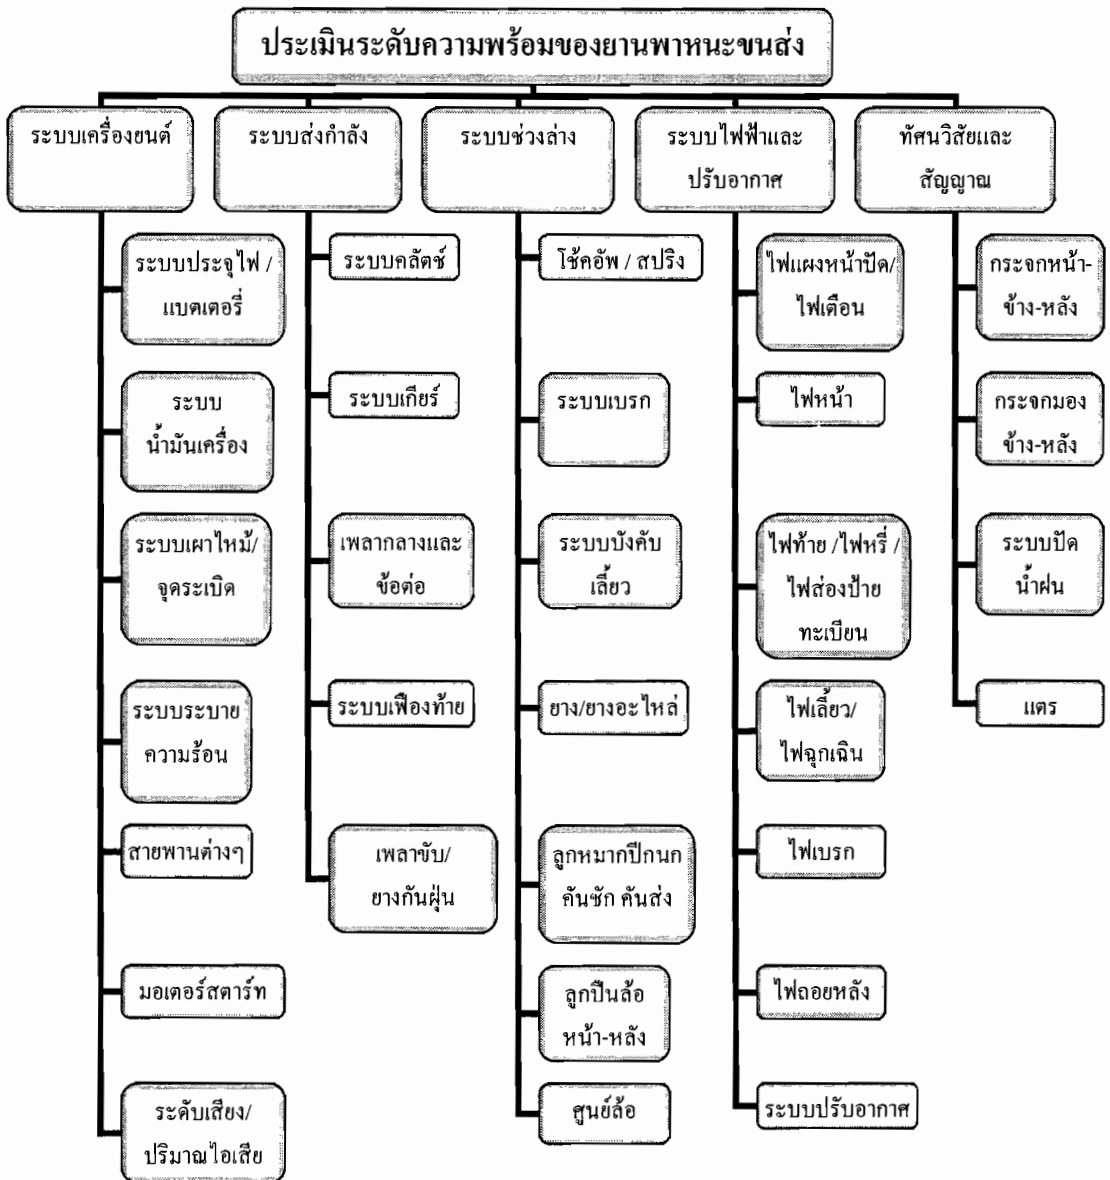 ประเมินระดับความพร้อมของยานพาหนะขนส่ง
ระบบเครื่องยนต์
ระบบส่งกำลัง
ระบบช่วงล่าง
ระบบไฟฟ้าและ
ปรับอากาศ
ทัศนวิสัยและ
สัญญาณ
ระบบประจุไฟ /
แบตเตอรี่
ระบบ
น้ำมันเครื่อง
ระบบเผาไหม้/
จุดระเบิด
ระบบระบาย
ความร้อน
สายพานต่างๆ
มอเตอร์สตาร์ท
ระดับเสียง/
ปริมาณไอเสีย
ระบบคลัตช์
ระบบเกียร์
เพลากลางและ
ข้อต่อ
ระบบเฟืองท้าย
เพลาขับ/
ยางกันฝุ่น
โช้คอัพ / สปริง
ระบบเบรก
ระบบบังคับ
เลี้ยว
ยาง/ยางอะไหล่
ลูกหมากปีกนก
คันชัก คันส่ง
ลูกปืนล้อ
หน้า-หลัง
ศูนย์ล้อ
ไฟแผงหน้าปัด/
ไฟเตือน
ไฟหน้า
ไฟท้าย /ไฟหรี่ /
ไฟส่องป้าย
ทะเบียน
ไฟเลี้ยว/
ไฟฉุกเฉิน
ไฟเบรก
ไฟถอยหลัง
ระบบปรับอากาศ
กระจกหน้า-
ข้าง-หลัง
กระจกมอง
ข้าง-หลัง
ระบบปัด
น้ำฝน
แตร